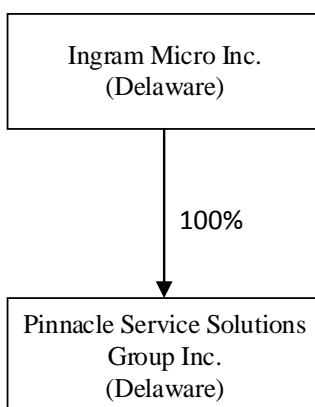 Ingram Micro Inc.
(Delaware)
100%
Pinnacle Service Solutions
Group Inc.
(Delaware)